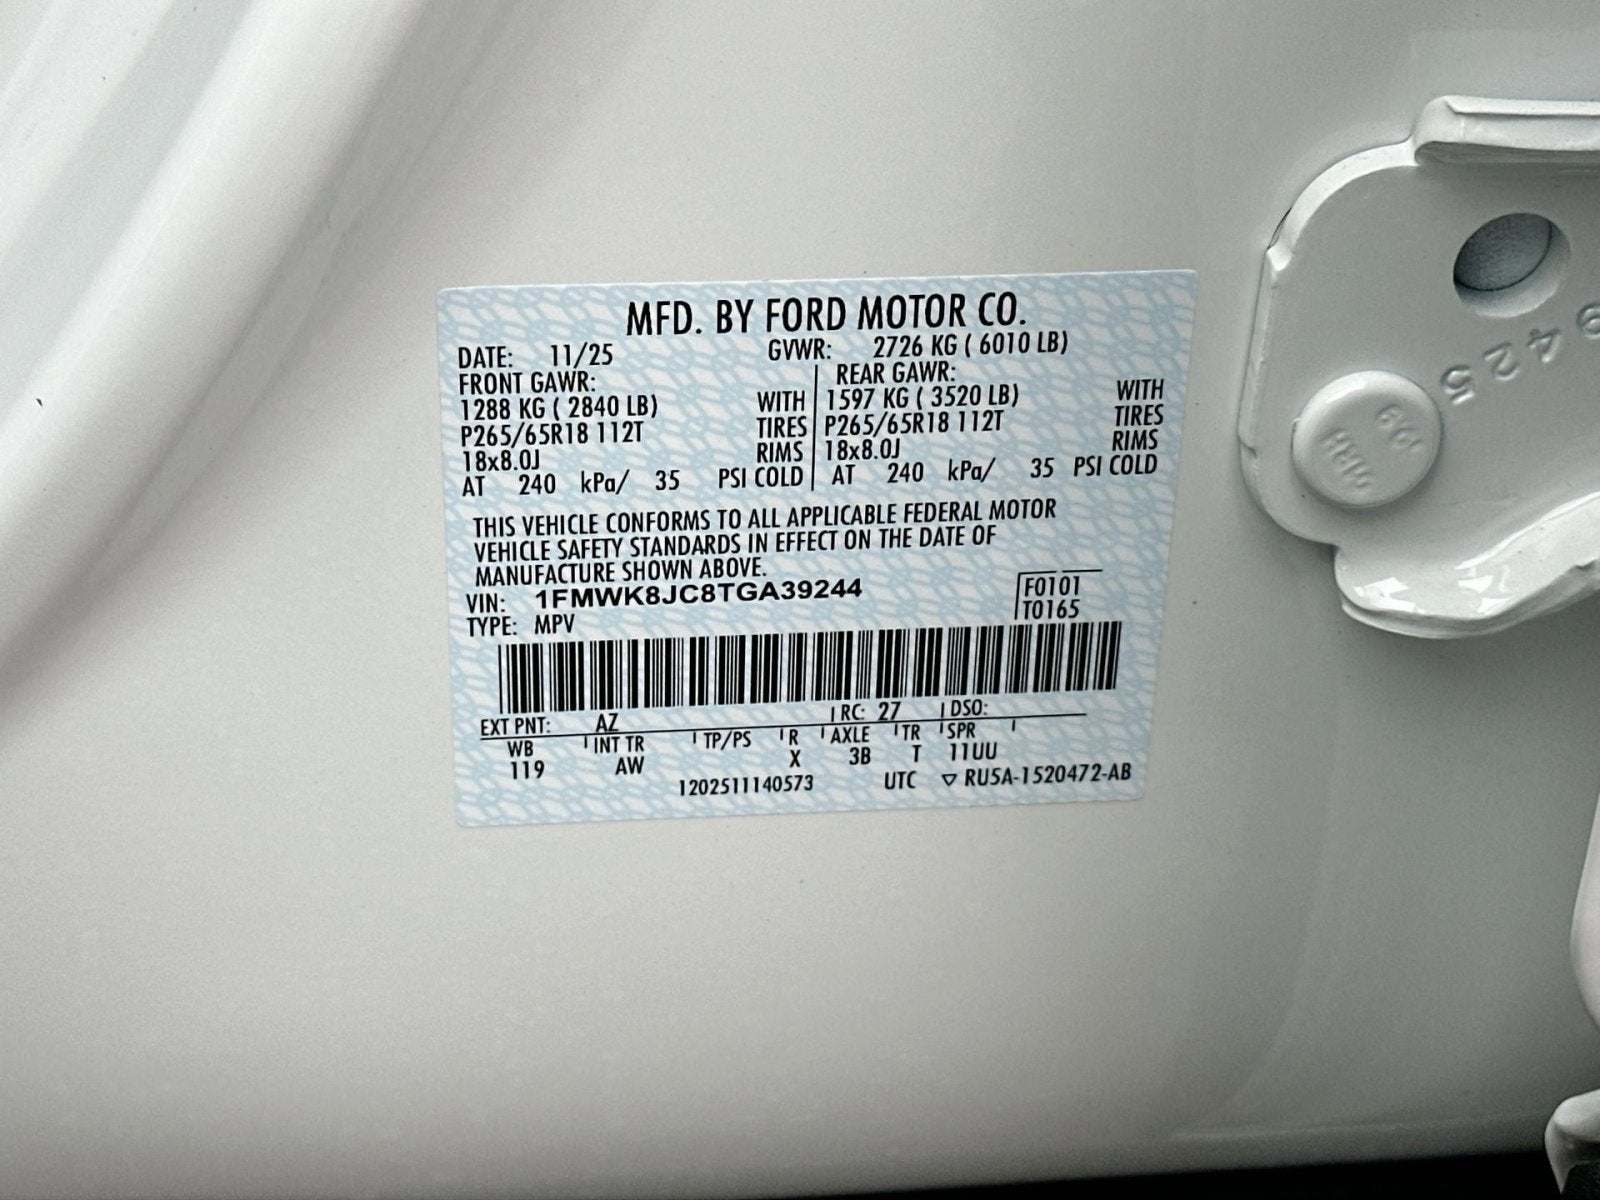 MFD. BY FORD MOTOR CO.
DATE: 11/25 GVWR: 2726 KG ( 6010 LB)
FRONT GAWR: REAR GAWR:
1288 KG ( 2840 LB) WITH 1597 KG ( 3520 LB) WITH
P265/65R18 112T TIRES P265/65R18 112T TIRES
18x8.0J RIMS 18x8.0J RIMS
AT 240 kPa/ 35 PSI COLD AT 240 kPa/ 35 PSI COLD
THIS VEHICLE CONFORMS TO ALL APPLICABLE FEDERAL MOTOR
VEHICLE SAFETY STANDARDS IN EFFECT ON THE DATE OF
MANUFACTURE SHOWN ABOVE.
VIN: 1FMWK8JC8TGA39244 F0101
TYPE: MPV T0165
EXT PNT: AZ RC: 27 DSO:
WB INT TR TP/PS R AXLE TR SPR
119 AW X 3B T 11UU
1202511140573 UTC ▽ RU5A-1520472-AB
9425